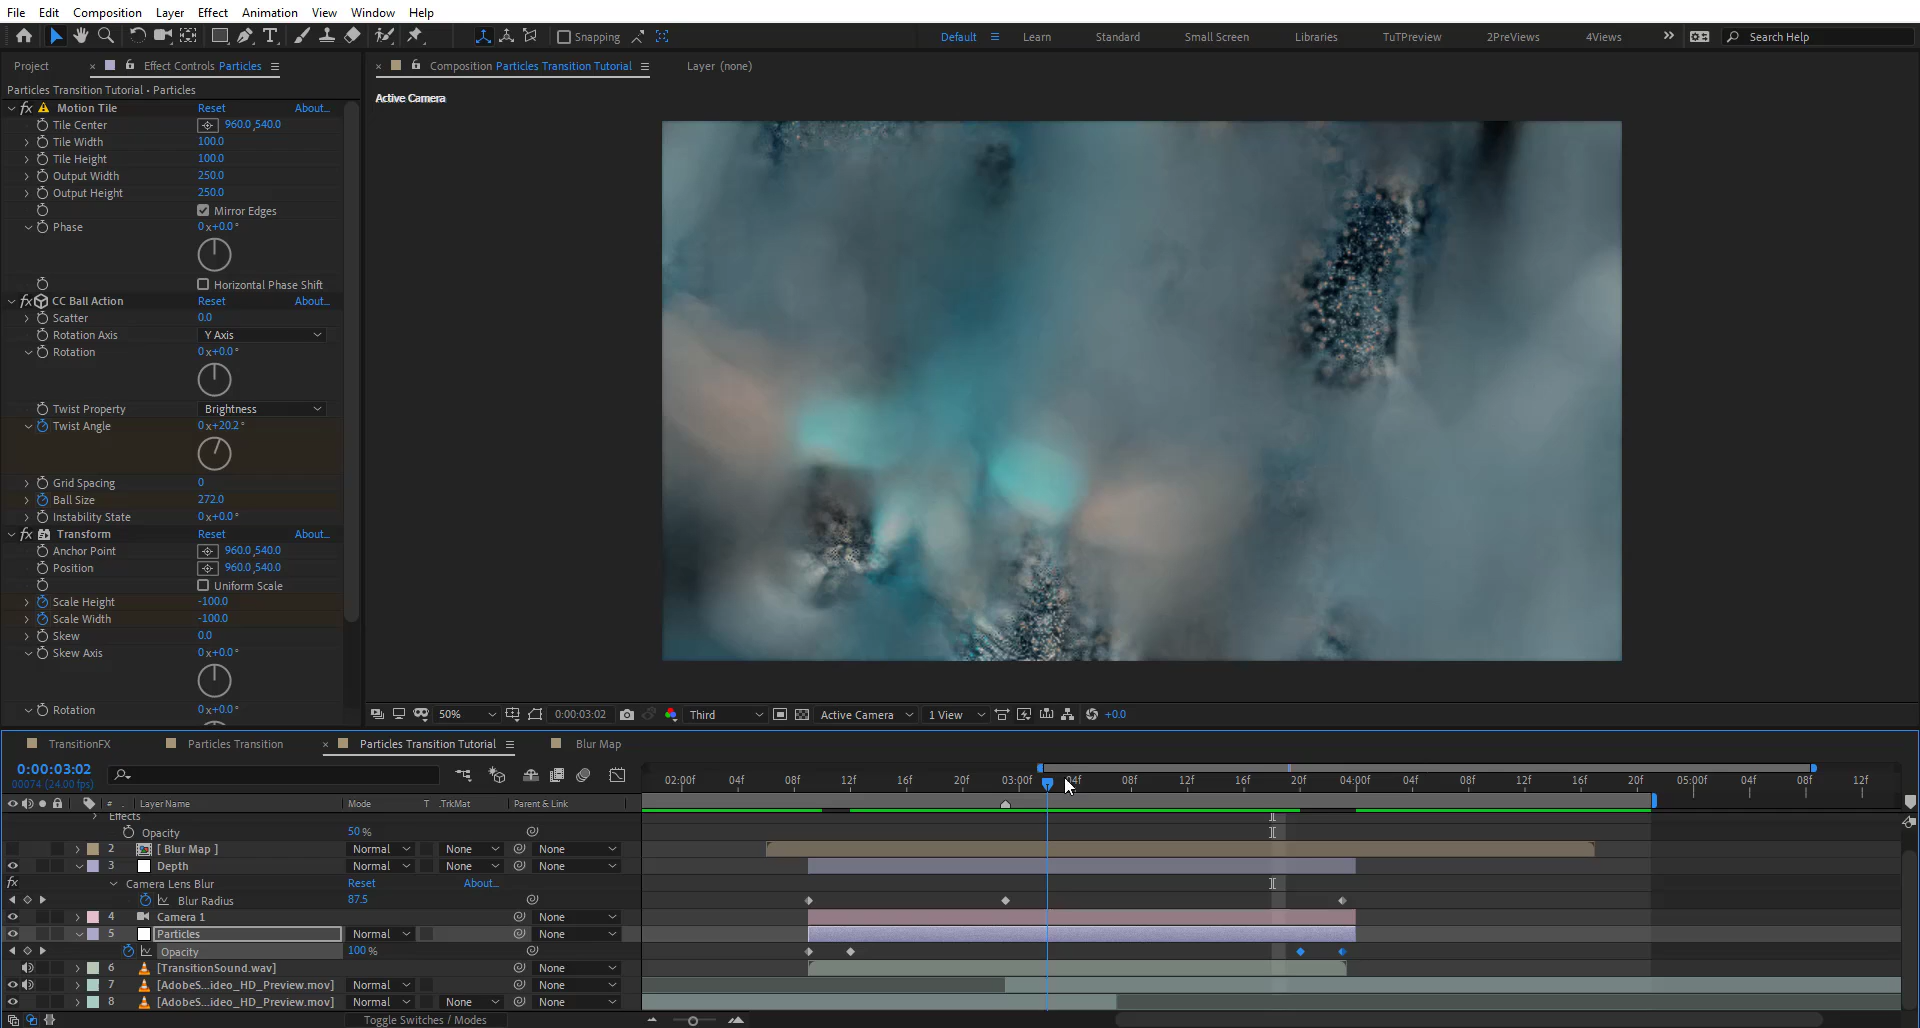 File Edit Composition Layer Effect Animation View Window Help
Snapping Default Learn Standard Small Screen Libraries TuTPreview 2PreViews 4Views Search Help
Project × Effect Controls Particles × Composition Particles Transition Tutorial Layer (none)
Particles Transition Tutorial • Particles
Active Camera
fx Motion Tile Reset About...
Tile Center 960.0,540.0
Tile Width 100.0
Tile Height 100.0
Output Width 250.0
Output Height 250.0
Mirror Edges
Phase 0x+0.0°
Horizontal Phase Shift
fx CC Ball Action Reset About...
Scatter 0.0
Rotation Axis Y Axis
Rotation 0x+0.0°
Twist Property Brightness
Twist Angle 0x+20.2°
Grid Spacing 0
Ball Size 272.0
Instability State 0x+0.0°
fx Transform Reset About...
Anchor Point 960.0,540.0
Position 960.0,540.0
Uniform Scale
Scale Height -100.0
Scale Width -100.0
Skew 0.0
Skew Axis 0x+0.0°
Rotation 0x+0.0°
50% 0:00:03:02 Third Active Camera 1 View +0.0
TransitionFX Particles Transition × Particles Transition Tutorial Blur Map
0:00:03:02
00074 (24.00 fps)
02:00f 04f 08f 12f 16f 20f 03:00f 04f 08f 12f 16f 20f 04:00f 04f 08f 12f 16f 20f 05:00f 04f 08f 12f
# Layer Name Mode T .TrkMat Parent & Link
Effects
Opacity 50 %
2 [ Blur Map ] Normal None None
3 Depth Normal None None
fx Camera Lens Blur Reset About...
Blur Radius 87.5
4 Camera 1 None
5 Particles Normal None
Opacity 100 %
6 [TransitionSound.wav] None
7 [AdobeS...ideo_HD_Preview.mov] Normal None
8 [AdobeS...ideo_HD_Preview.mov] Normal None None
Toggle Switches / Modes